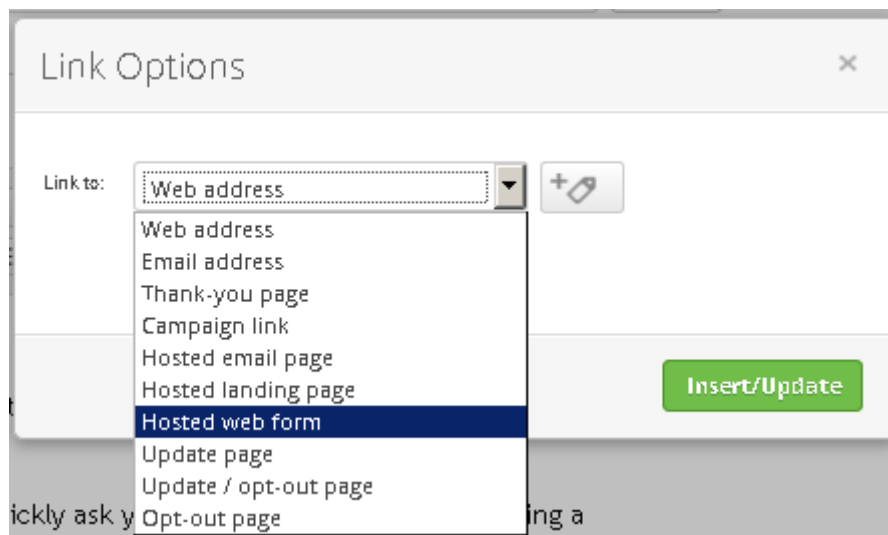 Link Options
×
Link to:
Web address
Web address
Email address
Thank-you page
Campaign link
Hosted email page
Hosted landing page
Insert/Update
Hosted web form
Update page
Update / opt-out page
ickly ask y
ing a
Opt-out page